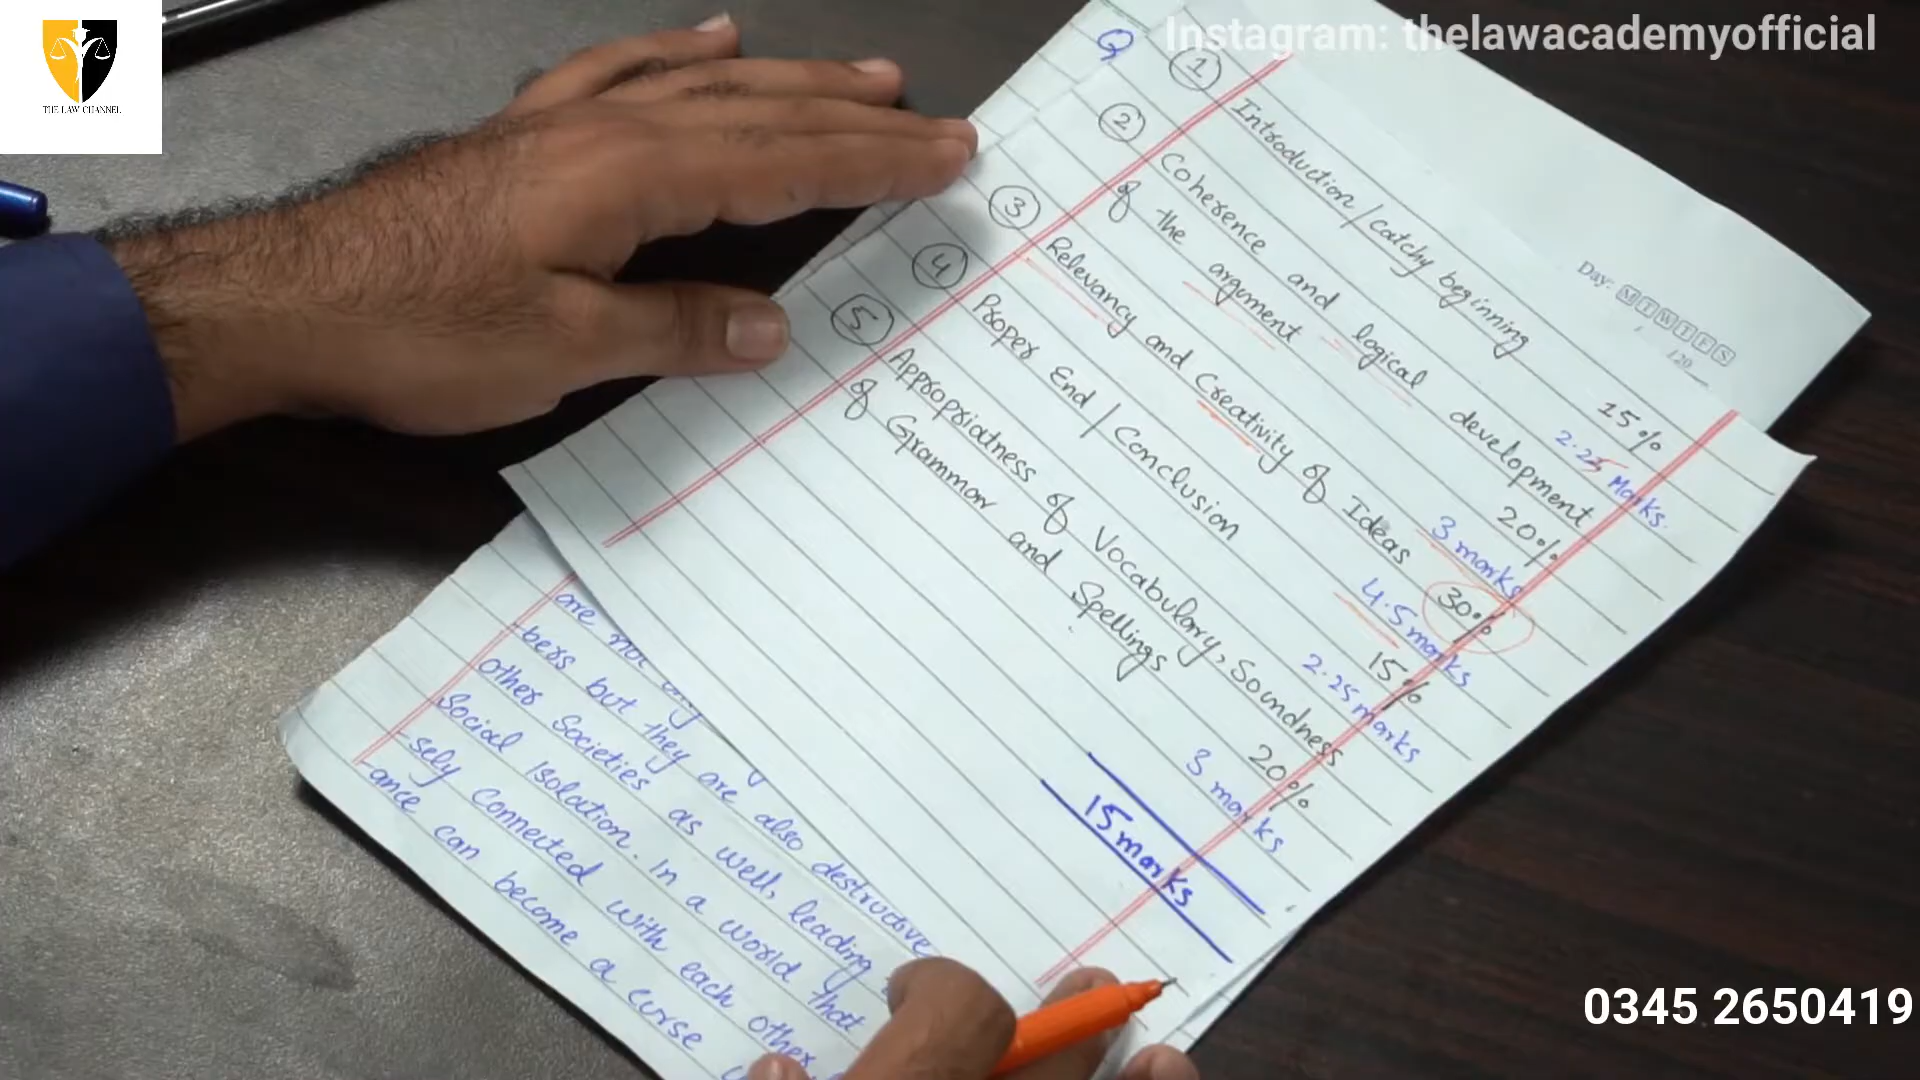 THE LAW CHANNEL
Instagram: thelawacademyofficial
Q
1 Introduction/catchy beginning 15%
2.25 Marks.
2 Coherence and logical development
of the argument 20%
3 marks
3 Relevancy and Creativity of Ideas 30%
4.5 marks
4 Proper End/Conclusion 15%
2.25 marks
5 Appropriatness of Vocabulary, Soundness
of Grammar and Spellings 20%
3 marks
15 marks
Day: M T W T F S
/20
are not
-bers but they are also destructive
other Societies as well, leading
Social Isolation. In a world that
-sely connected with each other
-ance can become a curse
0345 2650419